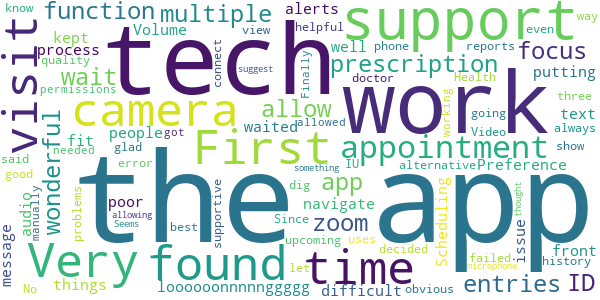 know
function
multiple
alerts
support
way
process
kept
Volume
view
helpful
well
phone
reports
even
quality
wait
permissions
connect
suggest
Finally
prescription
doctor
focus
Health
putting
visit
tech
work
camera
allow
working
going
Video
three
text
always
wonderful
fit
people
got
waited
allowed
First
appointment
show
said
needed
glad
error
IU
alternative
Preference
good
the app
app
dig
navigate
audio
manually
problems
poor
allowing
Seems
best
supportive
zoom
Since
upcoming
uses
decided
Scheduling
issue
thought
front
history
message
Very
found
time
something
let
failed
microphone
entries
ID
No
things
loooooonnnnnggggg
difficult
obvious